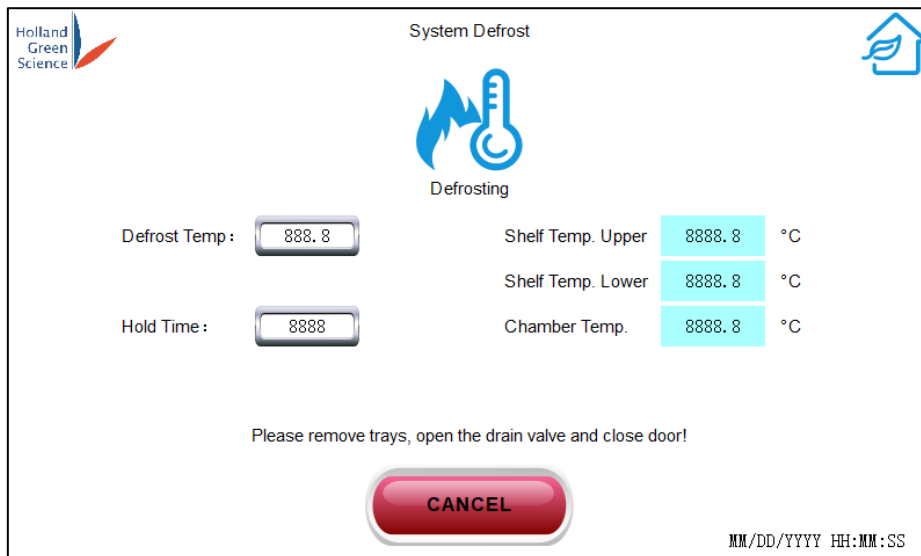 Holland
Green
Science
System Defrost
Defrosting
Defrost Temp: 888.8
Shelf Temp. Upper 8888.8 °C
Shelf Temp. Lower 8888.8 °C
Hold Time: 8888
Chamber Temp. 8888.8 °C
Please remove trays, open the drain valve and close door!
CANCEL
MM/DD/YYYY HH:MM:SS